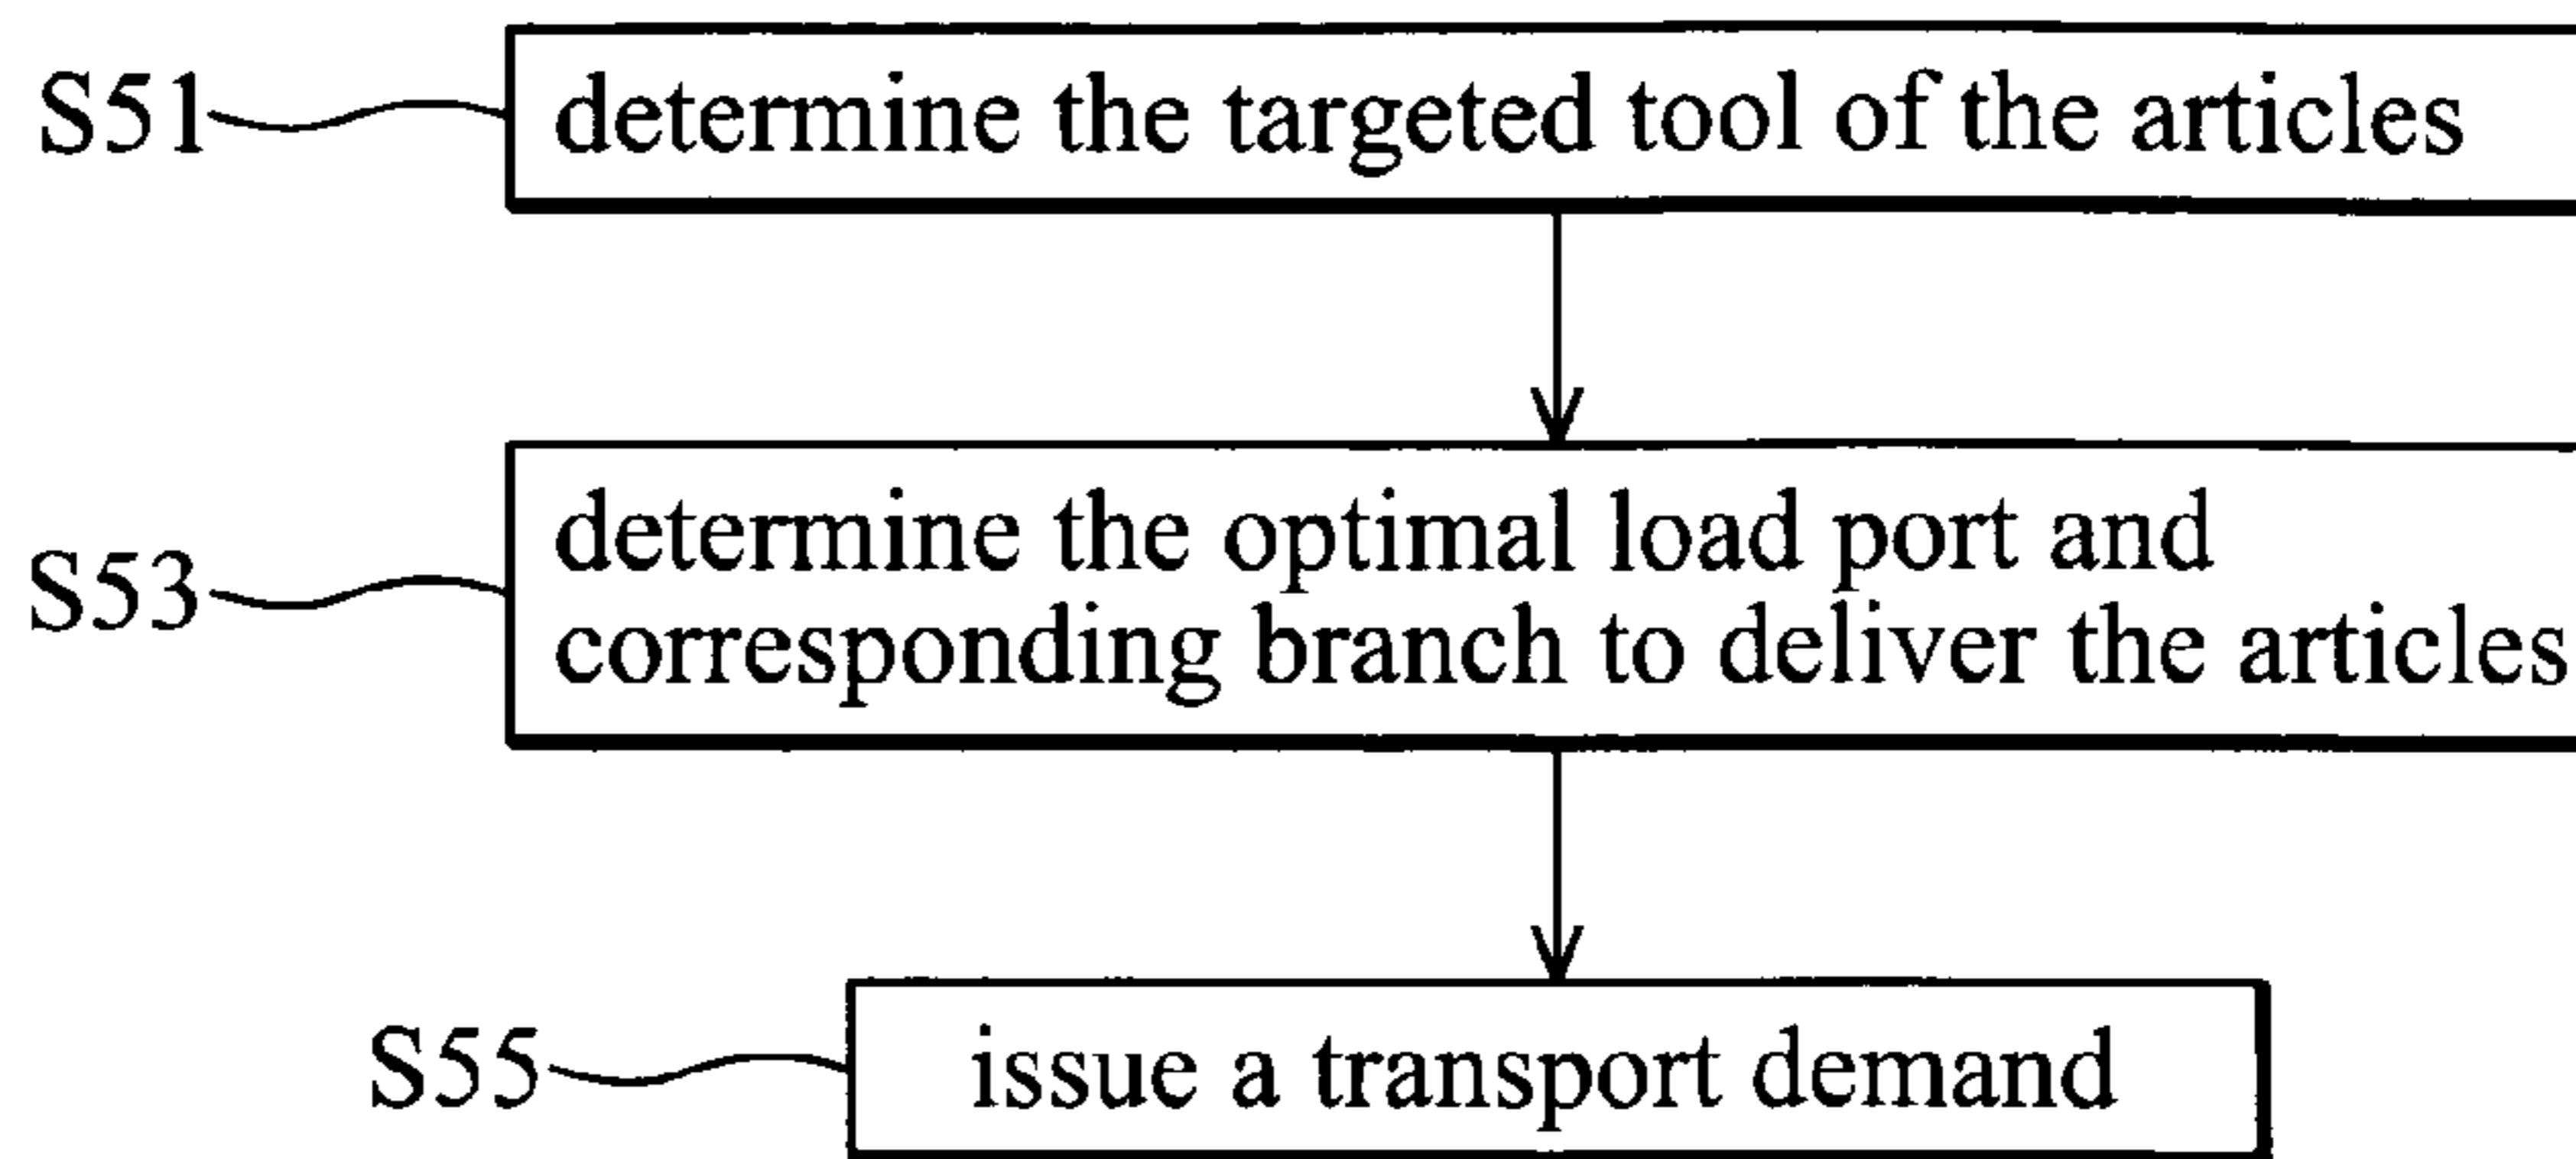 S51
determine the targeted tool of the articles
S53
determine the optimal load port and
corresponding branch to deliver the articles
S55
issue a transport demand